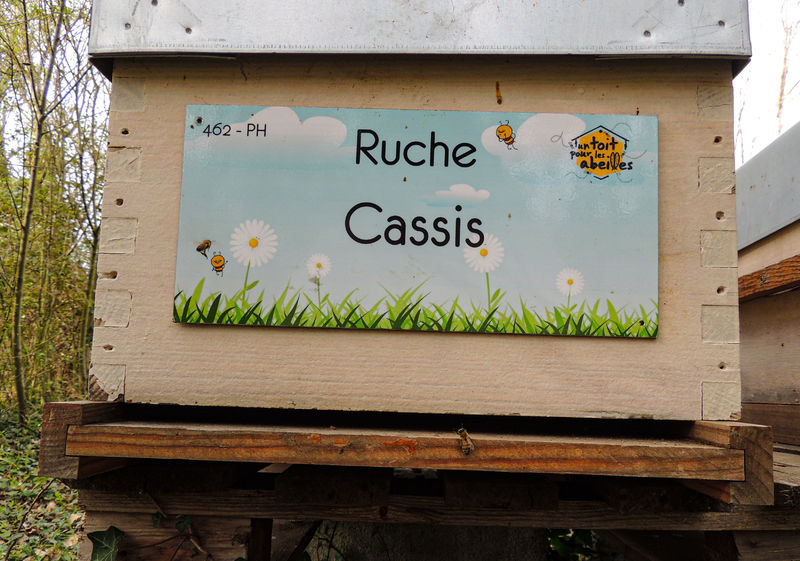 462 - PH
Ruche
Cassis
un toit
pour les
abeilles